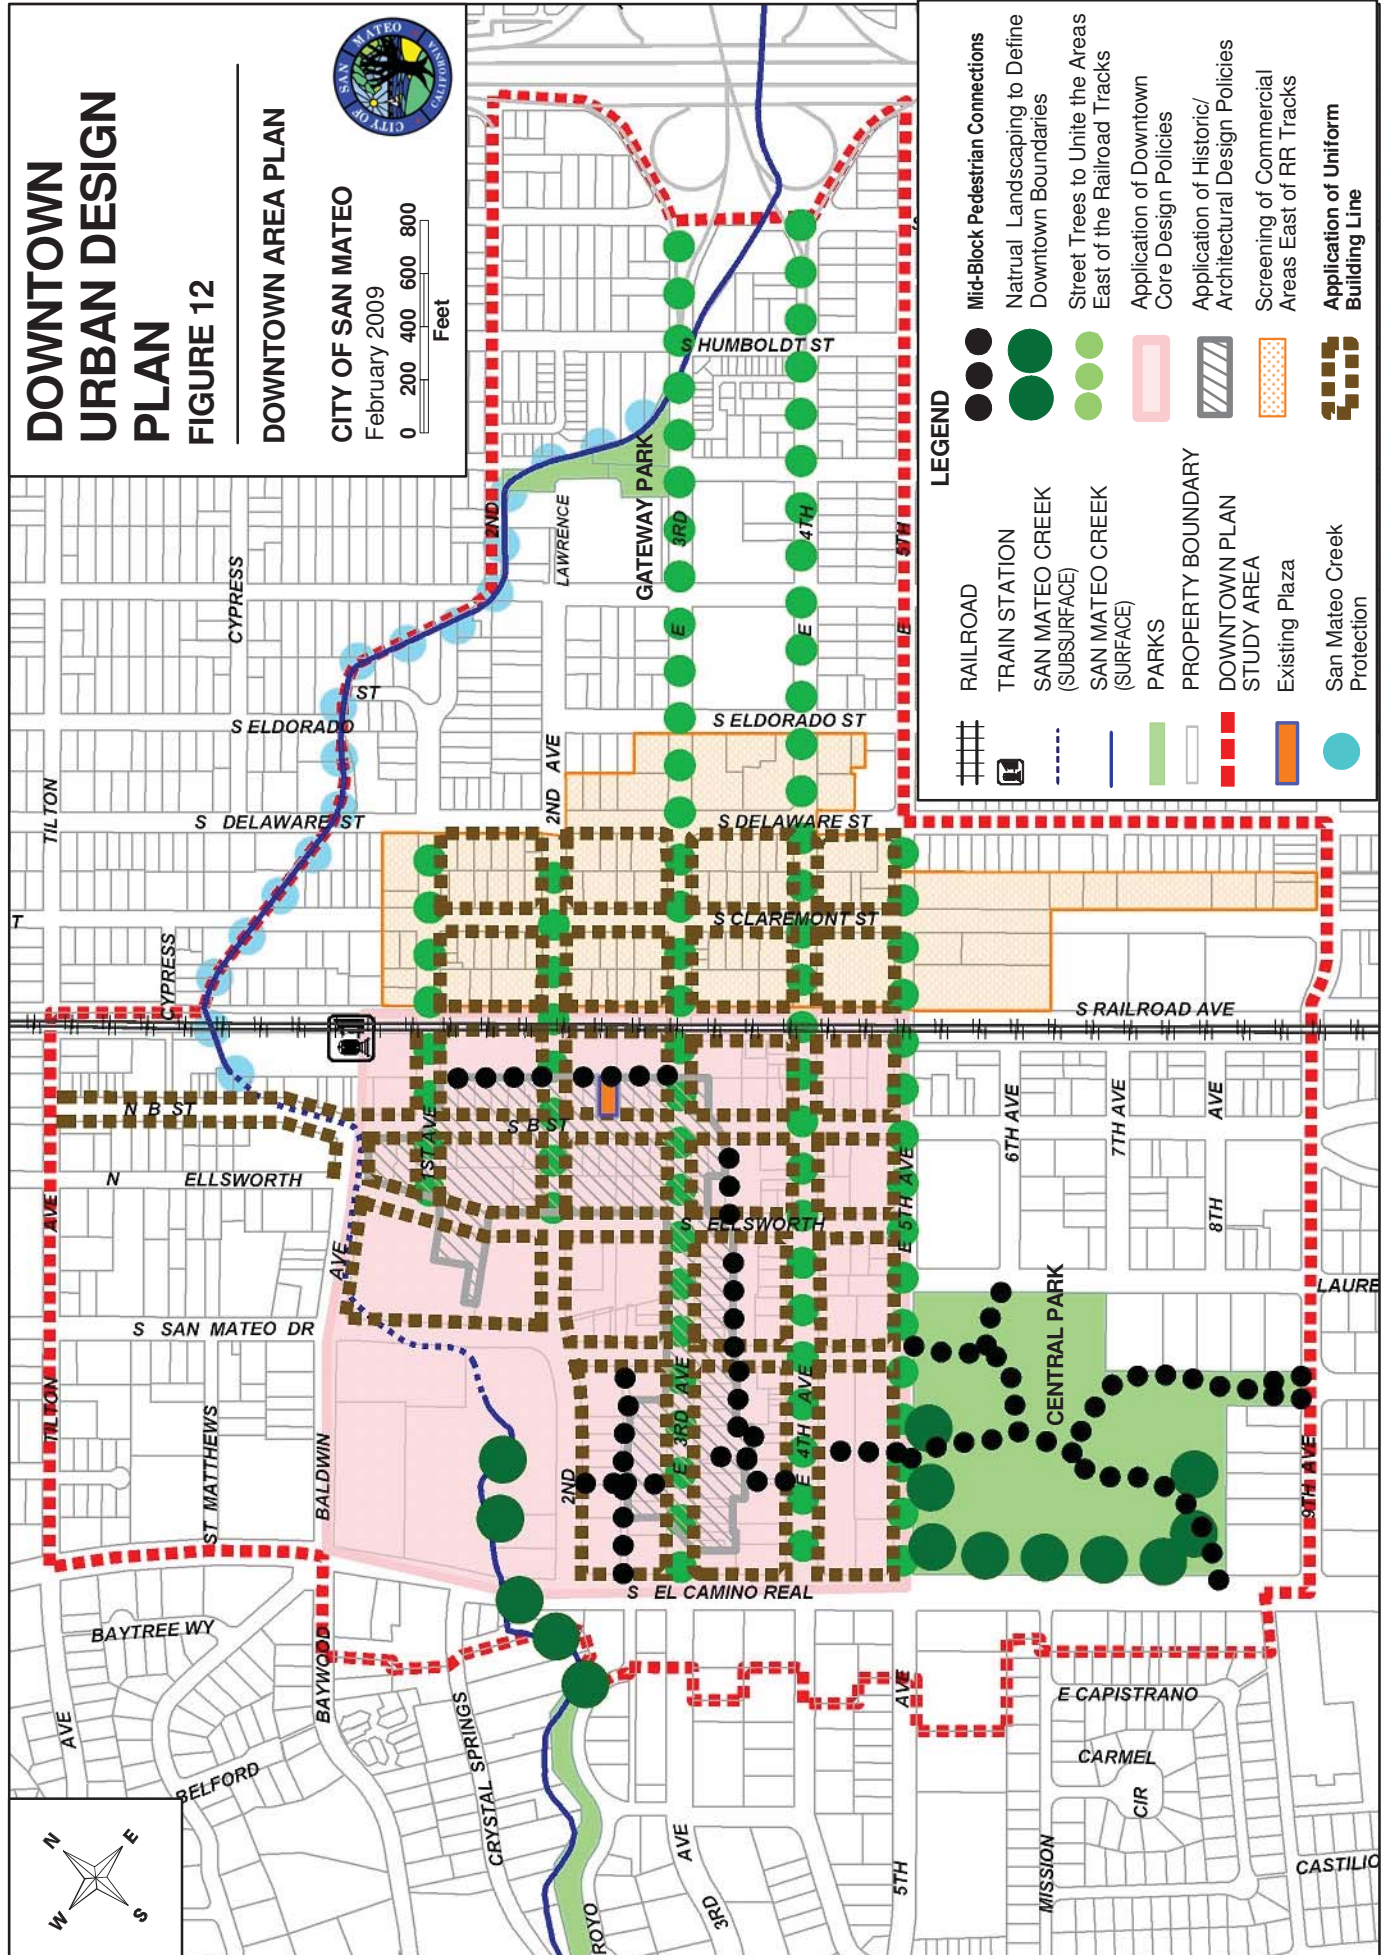 DOWNTOWN
URBAN DESIGN
PLAN
FIGURE 12
DOWNTOWN AREA PLAN
CITY OF SAN MATEO
February 2009
0 200 400 600 800
Feet
CITY OF SAN MATEO
CALIFORNIA
LEGEND
RAILROAD
TRAIN STATION
SAN MATEO CREEK
(SUBSURFACE)
SAN MATEO CREEK
(SURFACE)
PARKS
PROPERTY BOUNDARY
DOWNTOWN PLAN
STUDY AREA
Existing Plaza
San Mateo Creek
Protection
Mid-Block Pedestrian Connections
Natrual Landscaping to Define
Downtown Boundaries
Street Trees to Unite the Areas
East of the Railroad Tracks
Application of Downtown
Core Design Policies
Application of Historic/
Architectural Design Policies
Screening of Commercial
Areas East of RR Tracks
Application of Uniform
Building Line
N
E
S
W
TILTON
CYPRESS
2ND
LAWRENCE
GATEWAY PARK
E 3RD
E 4TH
E 5TH
S HUMBOLDT ST
S ELDORADO ST
S ELDORADO ST
S DELAWARE ST
S DELAWARE ST
2ND AVE
S CLAREMONT ST
T
CYPRESS
S RAILROAD AVE
N B ST
S B ST
1ST AVE
N ELLSWORTH
AVE
S ELLSWORTH
E 5TH AVE
6TH AVE
7TH AVE
8TH AVE
TILTON AVE
S SAN MATEO DR
ST MATTHEWS
BALDWIN
2ND
E 3RD AVE
E 4TH AVE
CENTRAL PARK
LAURE
9TH AVE
S EL CAMINO REAL
BAYTREE WY
BAYWOOD
AVE
BELFORD
CRYSTAL SPRINGS
ROYO
AVE
3RD
AVE
5TH
E CAPISTRANO
CARMEL
CIR
MISSION
CASTILIO